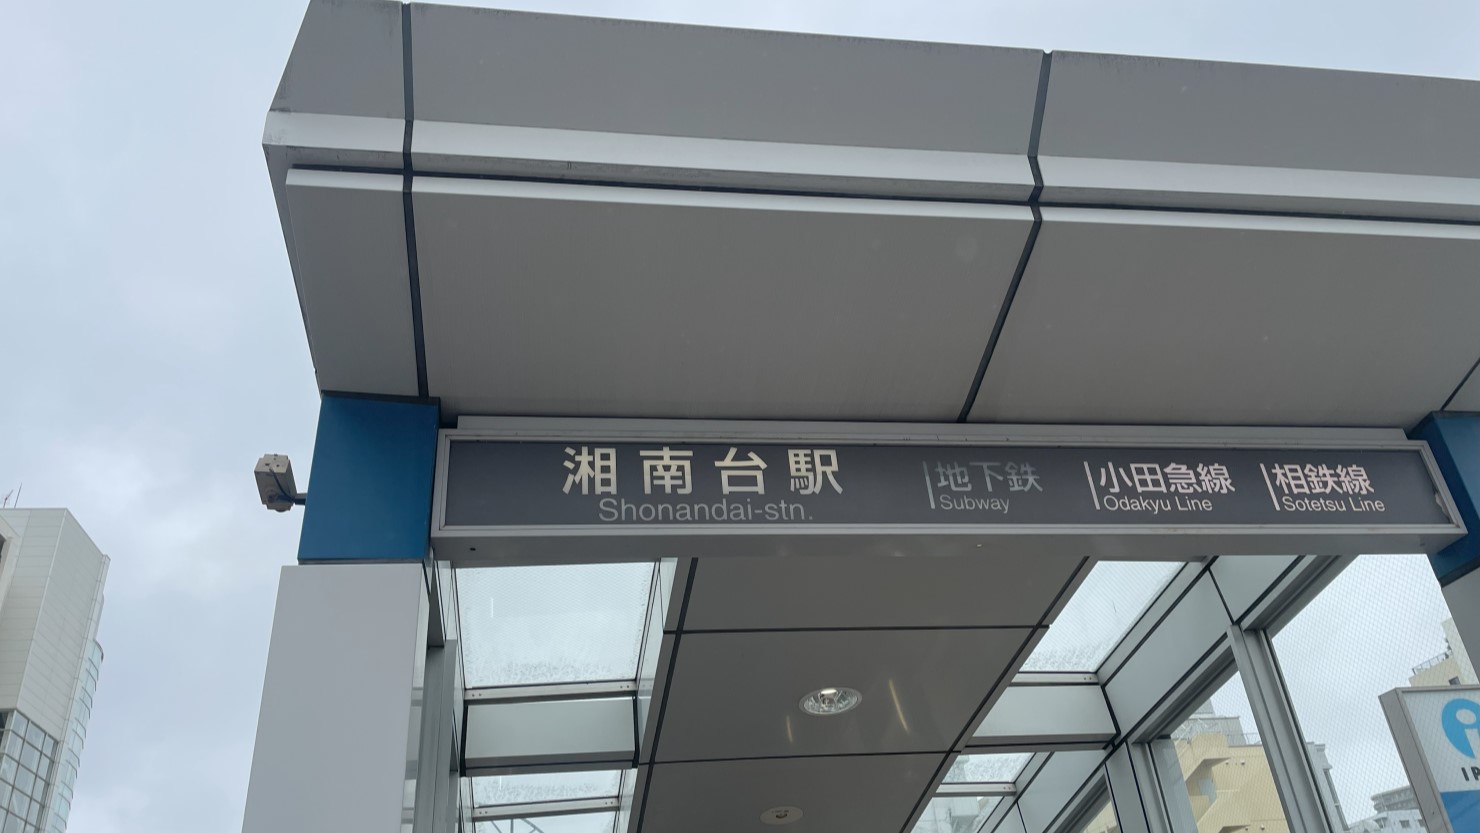 湘南台駅
Shonandai-stn.
地下鉄
Subway
小田急線
Odakyu Line
相鉄線
Sotetsu Line